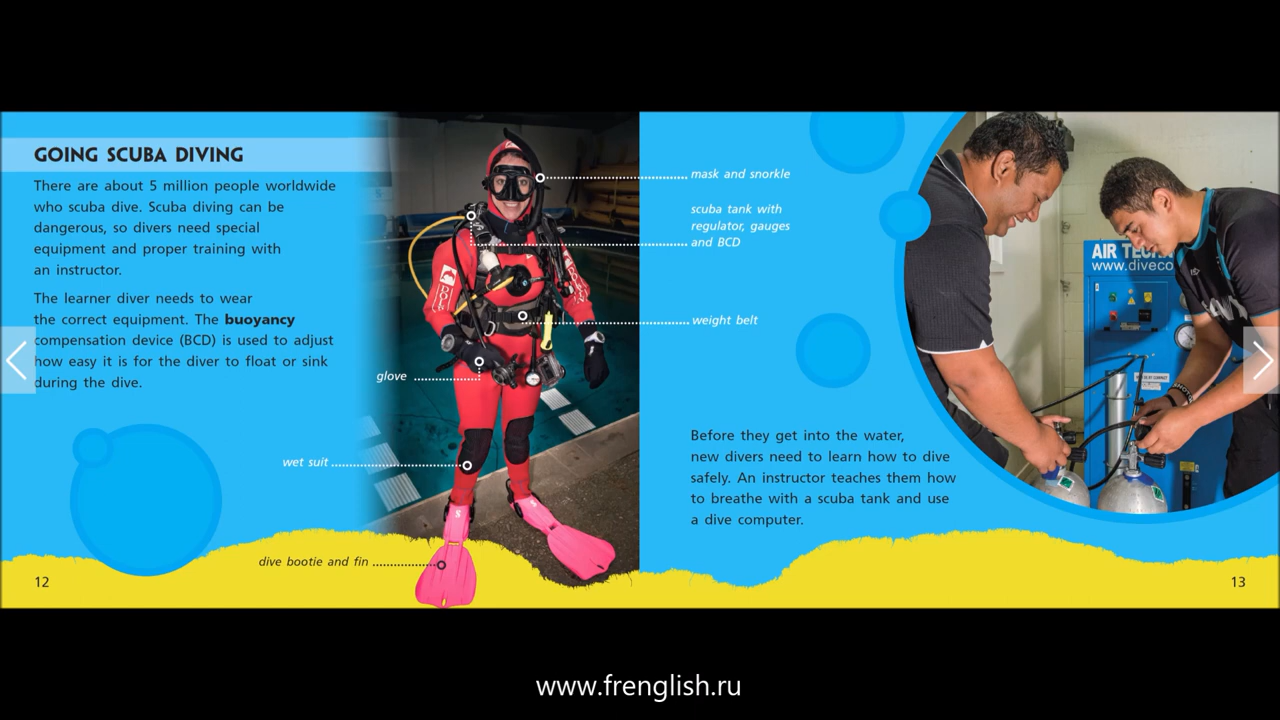 GOING SCUBA DIVING
There are about 5 million people worldwide
who scuba dive. Scuba diving can be
dangerous, so divers need special
equipment and proper training with
an instructor.
The learner diver needs to wear
the correct equipment. The buoyancy
compensation device (BCD) is used to adjust
how easy it is for the diver to float or sink
during the dive.
glove
wet suit
dive bootie and fin
12
mask and snorkle
scuba tank with
regulator, gauges
and BCD
weight belt
Before they get into the water,
new divers need to learn how to dive
safely. An instructor teaches them how
to breathe with a scuba tank and use
a dive computer.
AIR
www.diveco
13
www.frenglish.ru